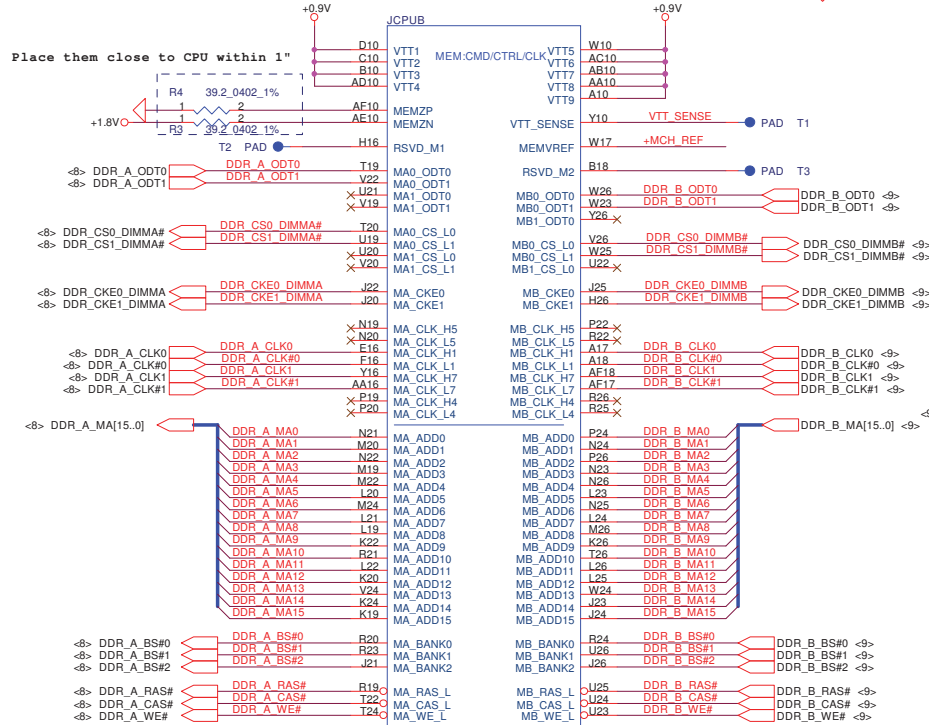 +0.9V +0.9V
JCPUB
Place them close to CPU within 1"
D10 VTT1 MEM:CMD/CTRL/CLK VTT5 W10
C10 VTT2 VTT6 AC10
B10 VTT3 VTT7 AB10
AD10 VTT4 VTT8 AA10
VTT9 A10
R4 39.2_0402_1%
1 2 AF10 MEMZP
+1.8V 1 2 AE10 MEMZN VTT_SENSE Y10 VTT_SENSE PAD T1
R3 39.2_0402_1%
T2 PAD H16 RSVD_M1 MEMVREF W17 +MCH_REF
<8> DDR_A_ODT0 DDR_A_ODT0 T19 MA0_ODT0 RSVD_M2 B18 PAD T3
<8> DDR_A_ODT1 DDR_A_ODT1 V22 MA0_ODT1
U21 MA1_ODT0 MB0_ODT0 W26 DDR_B_ODT0 DDR_B_ODT0 <9>
V19 MA1_ODT1 MB0_ODT1 W23 DDR_B_ODT1 DDR_B_ODT1 <9>
MB1_ODT0 Y26
<8> DDR_CS0_DIMMA# DDR_CS0_DIMMA# T20 MA0_CS_L0
<8> DDR_CS1_DIMMA# DDR_CS1_DIMMA# U19 MA0_CS_L1 MB0_CS_L0 V26 DDR_CS0_DIMMB# DDR_CS0_DIMMB# <9>
U20 MA1_CS_L0 MB0_CS_L1 W25 DDR_CS1_DIMMB# DDR_CS1_DIMMB# <9>
V20 MA1_CS_L1 MB1_CS_L0 U22
<8> DDR_CKE0_DIMMA DDR_CKE0_DIMMA J22 MA_CKE0 MB_CKE0 J25 DDR_CKE0_DIMMB DDR_CKE0_DIMMB <9>
<8> DDR_CKE1_DIMMA DDR_CKE1_DIMMA J20 MA_CKE1 MB_CKE1 H26 DDR_CKE1_DIMMB DDR_CKE1_DIMMB <9>
N19 MA_CLK_H5 MB_CLK_H5 P22
N20 MA_CLK_L5 MB_CLK_L5 R22
<8> DDR_A_CLK0 DDR_A_CLK0 E16 MA_CLK_H1 MB_CLK_H1 A17 DDR_B_CLK0 DDR_B_CLK0 <9>
<8> DDR_A_CLK#0 DDR_A_CLK#0 F16 MA_CLK_L1 MB_CLK_L1 A18 DDR_B_CLK#0 DDR_B_CLK#0 <9>
<8> DDR_A_CLK1 DDR_A_CLK1 Y16 MA_CLK_H7 MB_CLK_H7 AF18 DDR_B_CLK1 DDR_B_CLK1 <9>
<8> DDR_A_CLK#1 DDR_A_CLK#1 AA16 MA_CLK_L7 MB_CLK_L7 AF17 DDR_B_CLK#1 DDR_B_CLK#1 <9>
P19 MA_CLK_H4 MB_CLK_H4 R26
P20 MA_CLK_L4 MB_CLK_L4 R25
<8> DDR_A_MA[15..0] DDR_B_MA[15..0] <9>
DDR_A_MA0 N21 MA_ADD0 MB_ADD0 P24 DDR_B_MA0
DDR_A_MA1 M20 MA_ADD1 MB_ADD1 N24 DDR_B_MA1
DDR_A_MA2 N22 MA_ADD2 MB_ADD2 P26 DDR_B_MA2
DDR_A_MA3 M19 MA_ADD3 MB_ADD3 N23 DDR_B_MA3
DDR_A_MA4 M22 MA_ADD4 MB_ADD4 N26 DDR_B_MA4
DDR_A_MA5 L20 MA_ADD5 MB_ADD5 L23 DDR_B_MA5
DDR_A_MA6 M24 MA_ADD6 MB_ADD6 N25 DDR_B_MA6
DDR_A_MA7 L21 MA_ADD7 MB_ADD7 L24 DDR_B_MA7
DDR_A_MA8 L19 MA_ADD8 MB_ADD8 M26 DDR_B_MA8
DDR_A_MA9 K22 MA_ADD9 MB_ADD9 K26 DDR_B_MA9
DDR_A_MA10 R21 MA_ADD10 MB_ADD10 T26 DDR_B_MA10
DDR_A_MA11 L22 MA_ADD11 MB_ADD11 L26 DDR_B_MA11
DDR_A_MA12 K20 MA_ADD12 MB_ADD12 L25 DDR_B_MA12
DDR_A_MA13 V24 MA_ADD13 MB_ADD13 W24 DDR_B_MA13
DDR_A_MA14 K24 MA_ADD14 MB_ADD14 J23 DDR_B_MA14
DDR_A_MA15 K19 MA_ADD15 MB_ADD15 J24 DDR_B_MA15
<8> DDR_A_BS#0 DDR_A_BS#0 R20 MA_BANK0 MB_BANK0 R24 DDR_B_BS#0 DDR_B_BS#0 <9>
<8> DDR_A_BS#1 DDR_A_BS#1 R23 MA_BANK1 MB_BANK1 U26 DDR_B_BS#1 DDR_B_BS#1 <9>
<8> DDR_A_BS#2 DDR_A_BS#2 J21 MA_BANK2 MB_BANK2 J26 DDR_B_BS#2 DDR_B_BS#2 <9>
<8> DDR_A_RAS# DDR_A_RAS# R19 MA_RAS_L MB_RAS_L U25 DDR_B_RAS# DDR_B_RAS# <9>
<8> DDR_A_CAS# DDR_A_CAS# T22 MA_CAS_L MB_CAS_L U24 DDR_B_CAS# DDR_B_CAS# <9>
<8> DDR_A_WE# DDR_A_WE# T24 MA_WE_L MB_WE_L U23 DDR_B_WE# DDR_B_WE# <9>